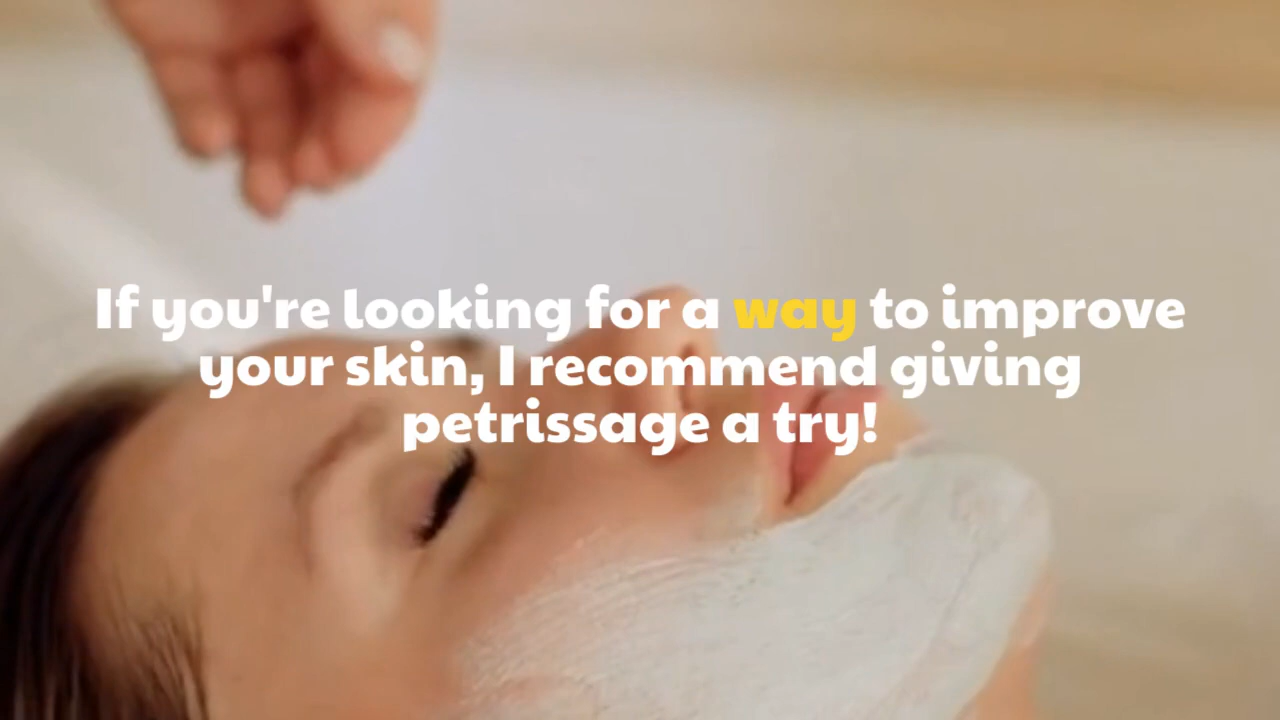 If you're looking for a way to improve
your skin, I recommend giving
petrissage a try!